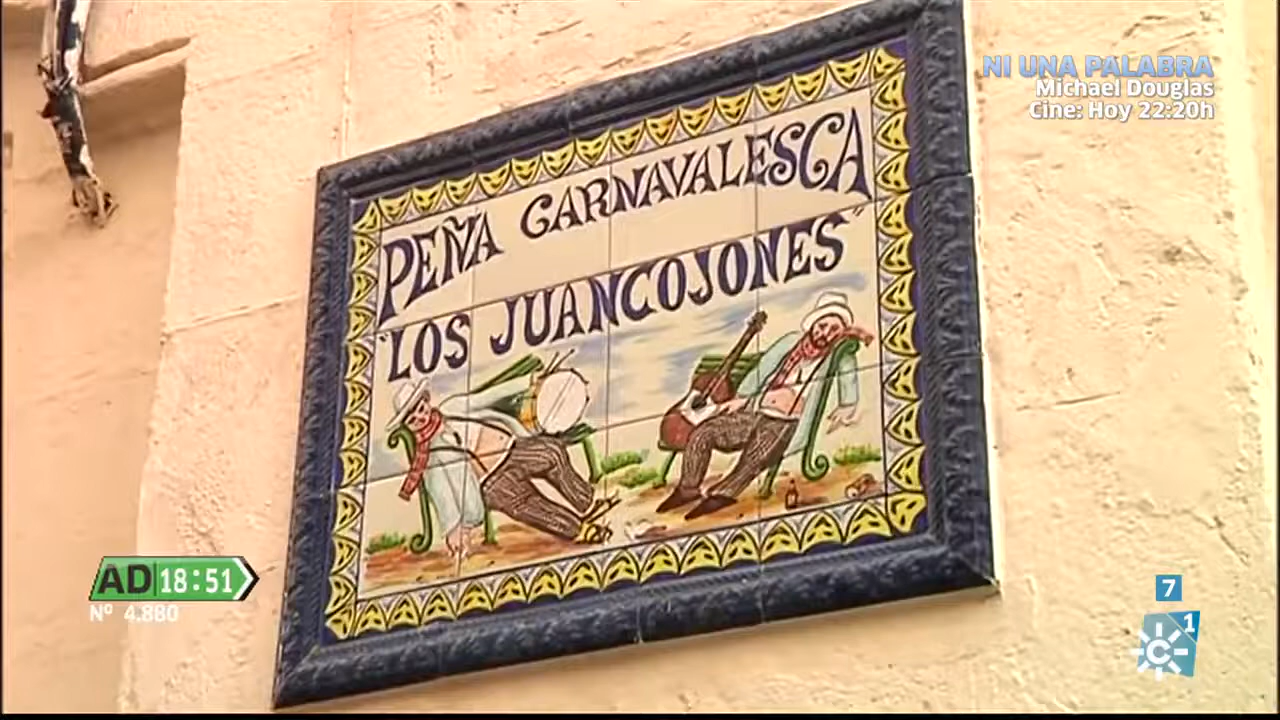 NI UNA PALABRA
Michael Douglas
Cine: Hoy 22:20h
PEÑA CARNAVALESCA
"LOS JUANCOJONES"
AD 18:51
Nº 4.880
7
1